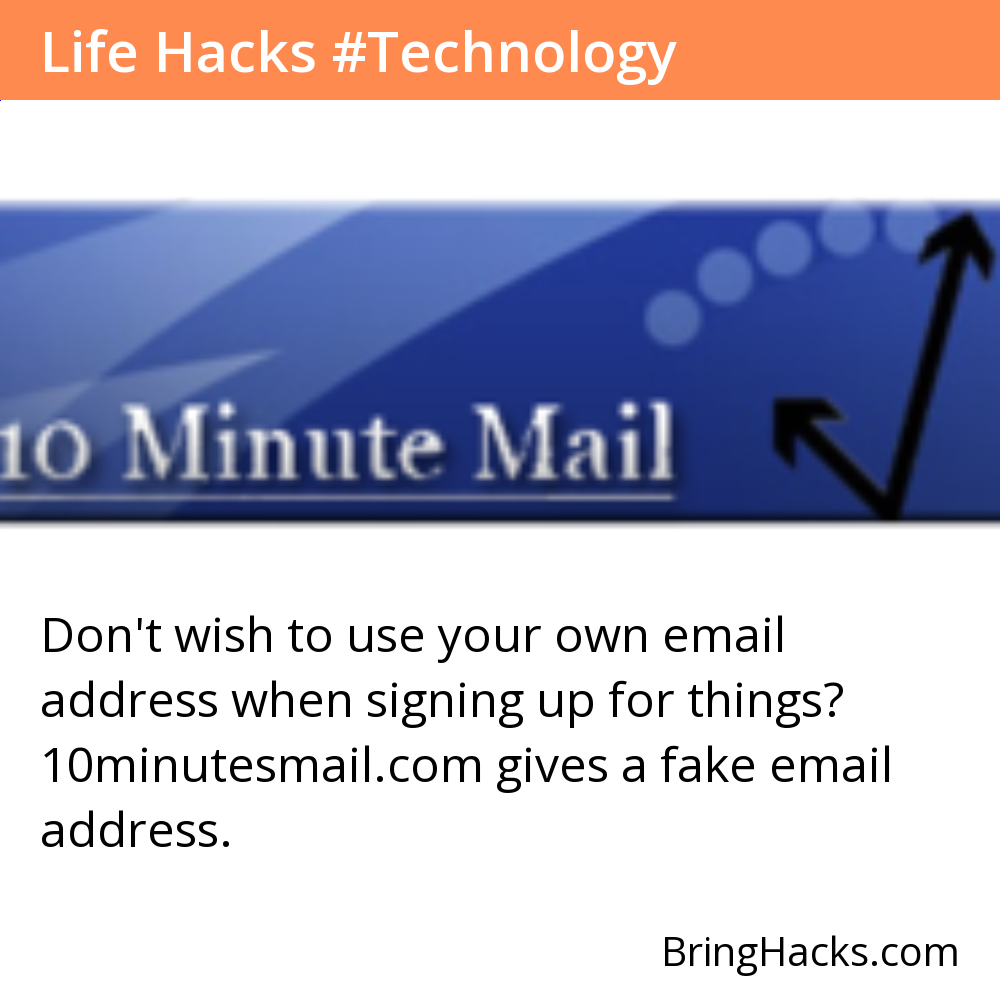 Life Hacks #Technology
10 Minute Mail
Don't wish to use your own email
address when signing up for things?
10minutesmail.com gives a fake email
address.
BringHacks.com